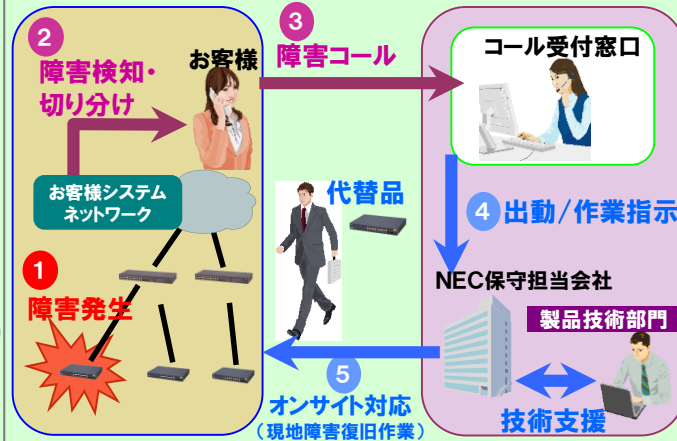 2
障害検知・
切り分け
お客様
3
障害コール
コール受付窓口
お客様システム
ネットワーク
代替品
4 出動/作業指示
1
障害発生
NEC保守担当会社
製品技術部門
5
オンサイト対応
（現地障害復旧作業）
技術支援